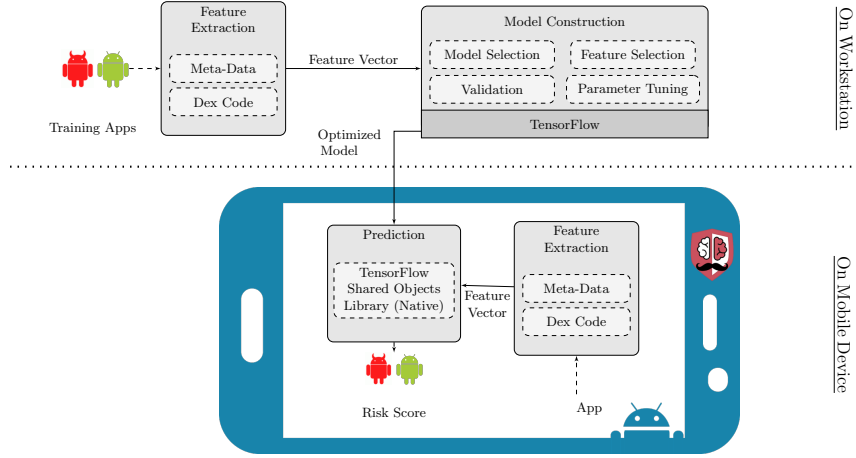 Feature
Extraction
Meta-Data
Dex Code
Training Apps
Feature Vector
Model Construction
Model Selection
Feature Selection
Validation
Parameter Tuning
TensorFlow
On Workstation
Optimized
Model
Prediction
TensorFlow
Shared Objects
Library (Native)
Feature
Vector
Feature
Extraction
Meta-Data
Dex Code
Risk Score
App
On Mobile Device